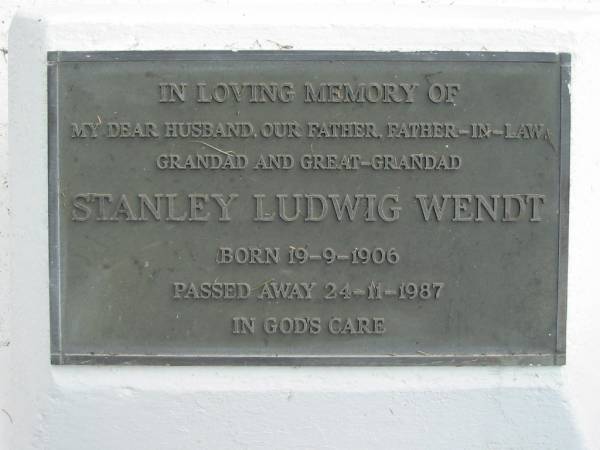 IN LOVING MEMORY OF
MY DEAR HUSBAND, OUR FATHER, FATHER-IN-LAW,
GRANDAD AND GREAT-GRANDAD
STANLEY LUDWIG WENDT
BORN 19-9-1906
PASSED AWAY 24-11-1987
IN GOD'S CARE